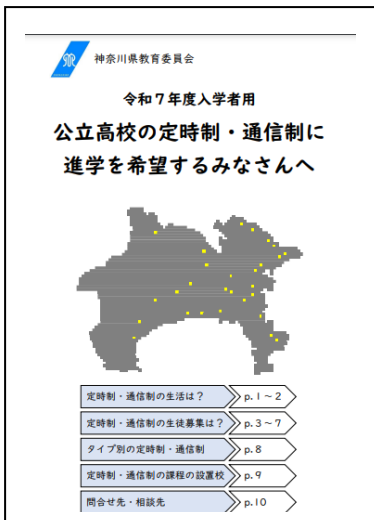 神奈川県教育委員会
令和７年度入学者用
公立高校の定時制・通信制に
進学を希望するみなさんへ
定時制・通信制の生活は？ p.１～２
定時制・通信制の生徒募集は？ p.３～７
タイプ別の定時制・通信制 p.８
定時制・通信制の課程の設置校 p.９
問合せ先・相談先 p.10